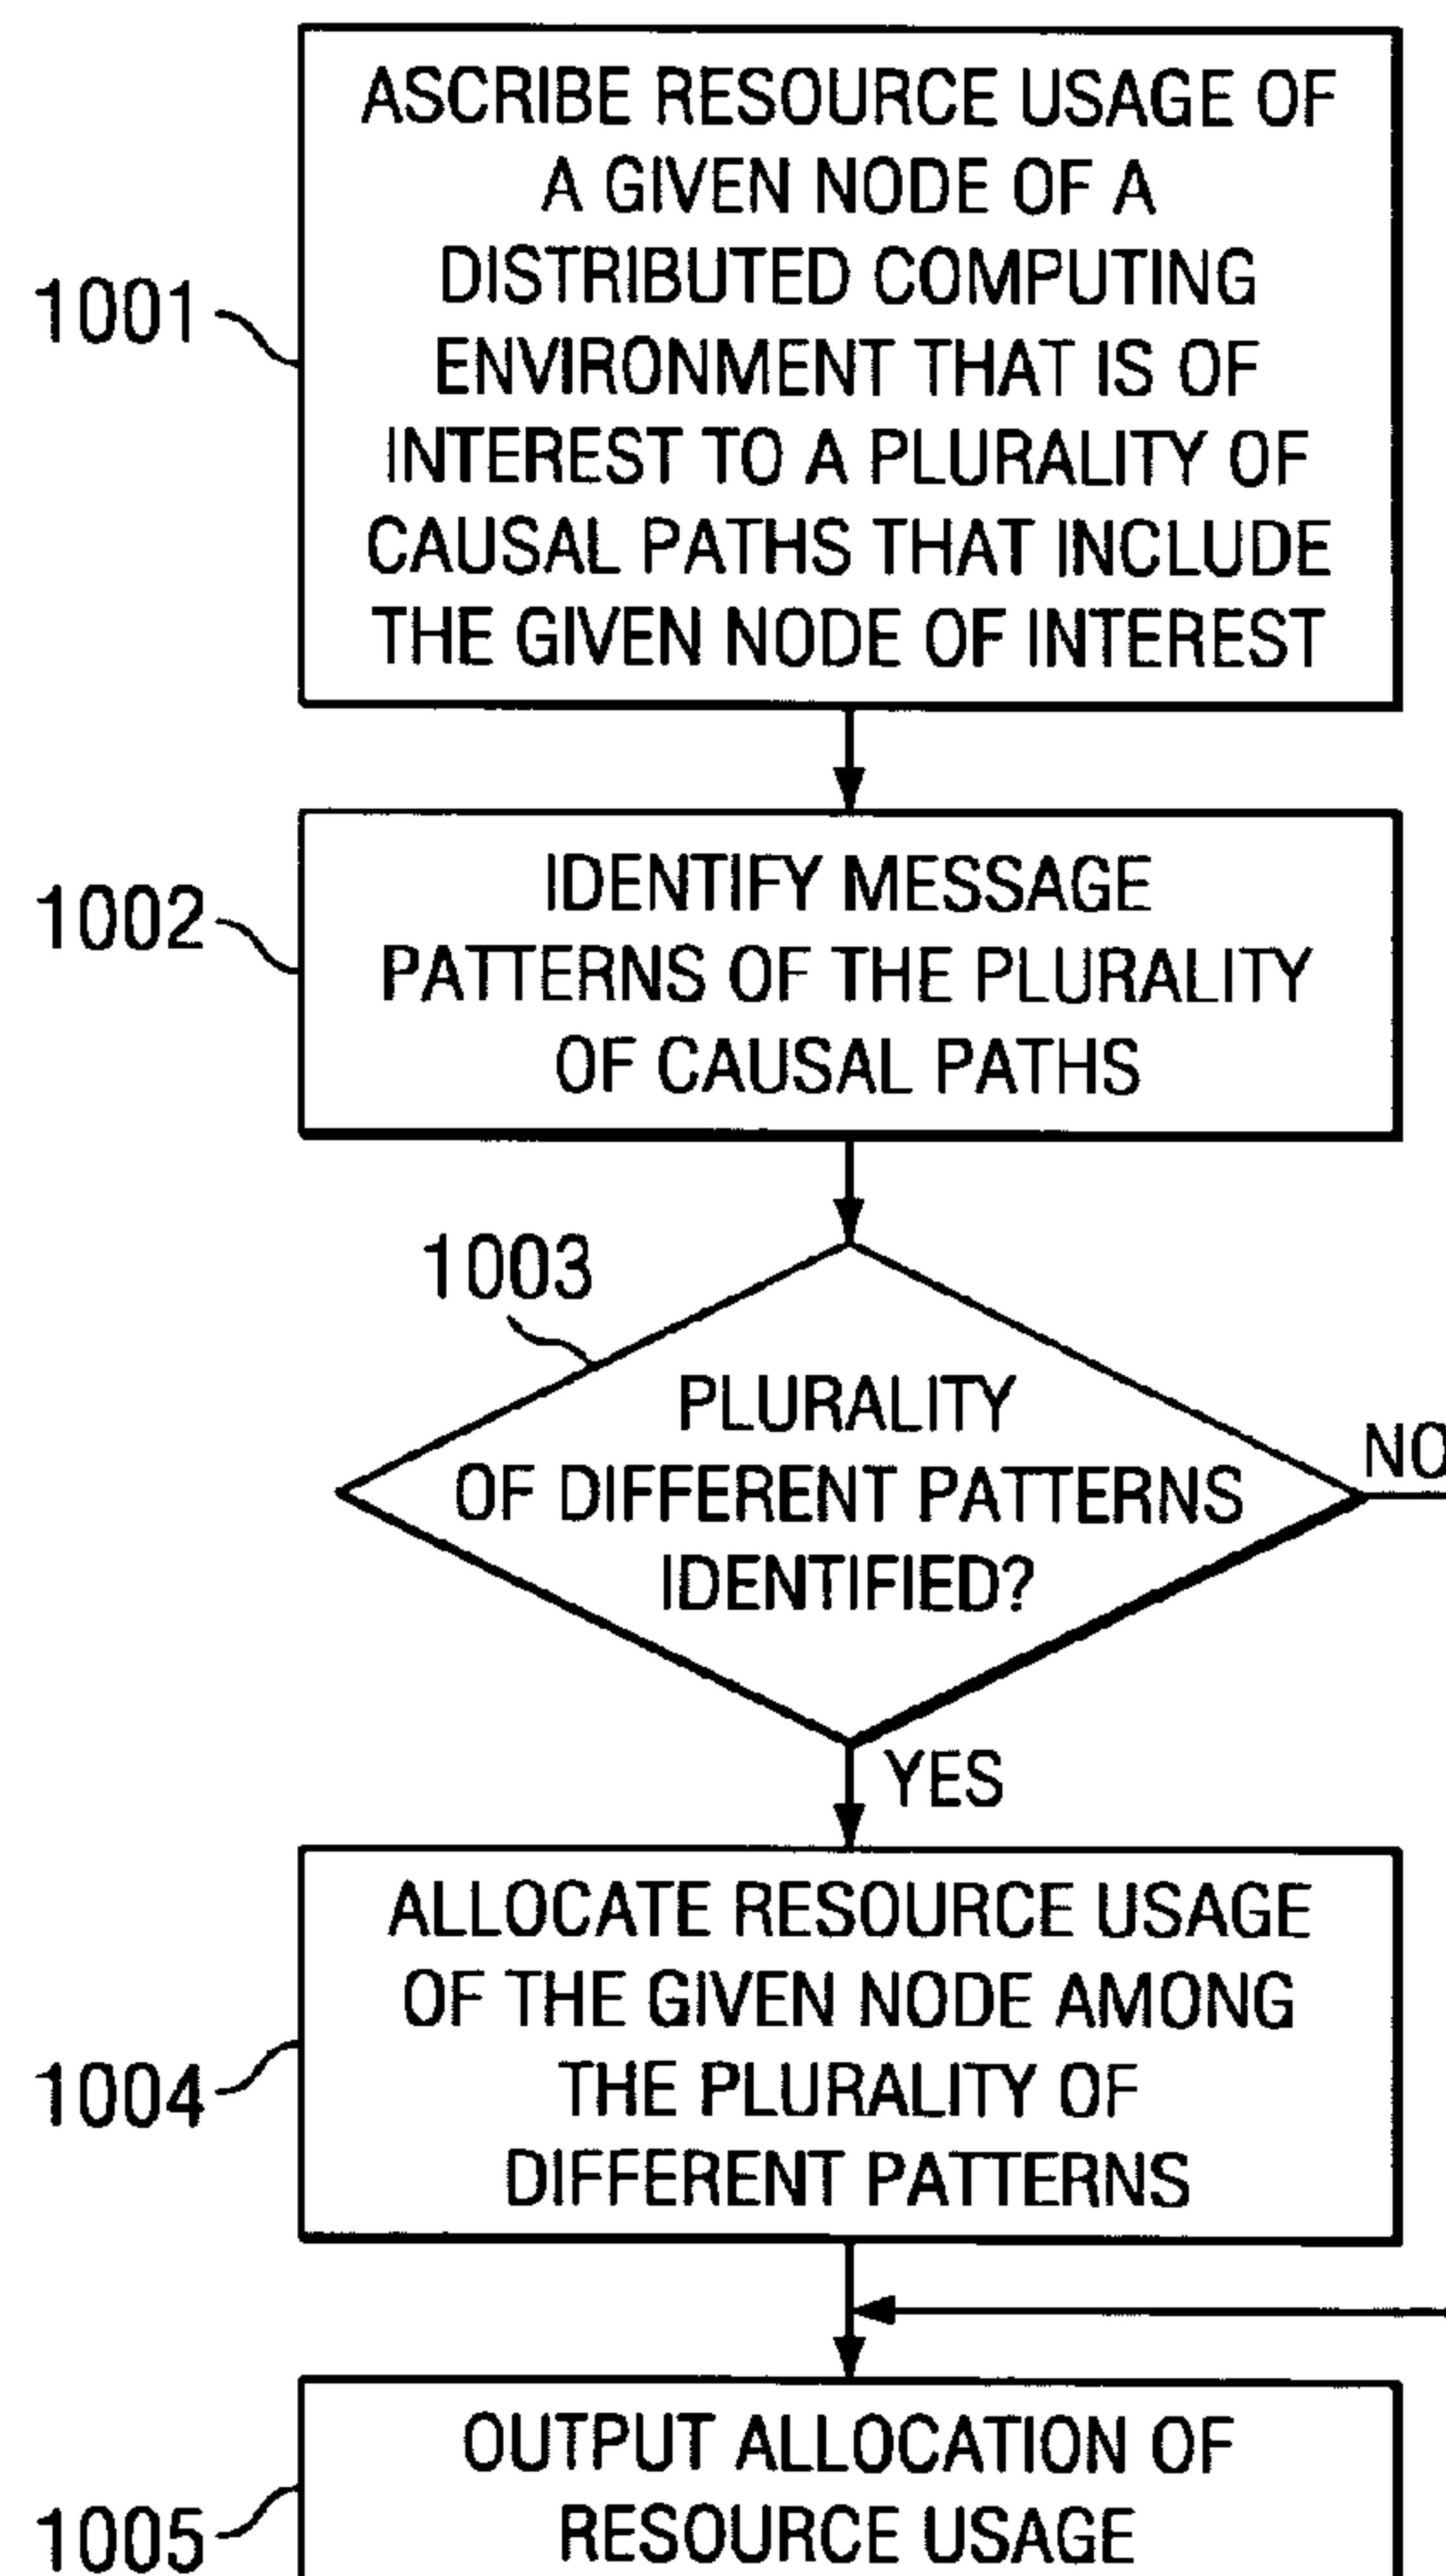 ASCRIBE RESOURCE USAGE OF
A GIVEN NODE OF A
DISTRIBUTED COMPUTING
ENVIRONMENT THAT IS OF
INTEREST TO A PLURALITY OF
CAUSAL PATHS THAT INCLUDE
THE GIVEN NODE OF INTEREST
1001
IDENTIFY MESSAGE
PATTERNS OF THE PLURALITY
OF CAUSAL PATHS
1002
1003
PLURALITY
OF DIFFERENT PATTERNS
IDENTIFIED?
NO
YES
ALLOCATE RESOURCE USAGE
OF THE GIVEN NODE AMONG
THE PLURALITY OF
DIFFERENT PATTERNS
1004
OUTPUT ALLOCATION OF
RESOURCE USAGE
1005